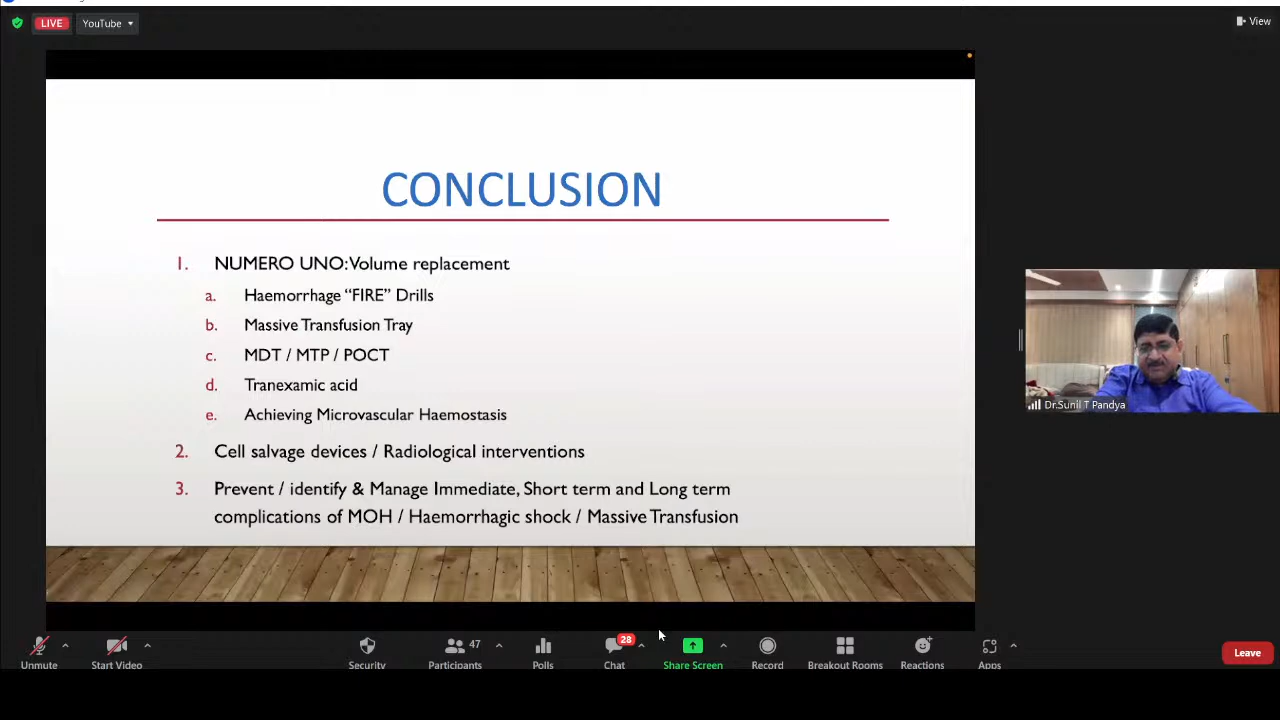 LIVE
YouTube
View
CONCLUSION
1. NUMERO UNO: Volume replacement
a. Haemorrhage “FIRE” Drills
b. Massive Transfusion Tray
c. MDT / MTP / POCT
d. Tranexamic acid
e. Achieving Microvascular Haemostasis
2. Cell salvage devices / Radiological interventions
3. Prevent / identify & Manage Immediate, Short term and Long term
complications of MOH / Haemorrhagic shock / Massive Transfusion
Dr.Sunil T Pandya
47
28
Unmute
Start Video
Security
Participants
Polls
Chat
Share Screen
Record
Breakout Rooms
Reactions
Apps
Leave